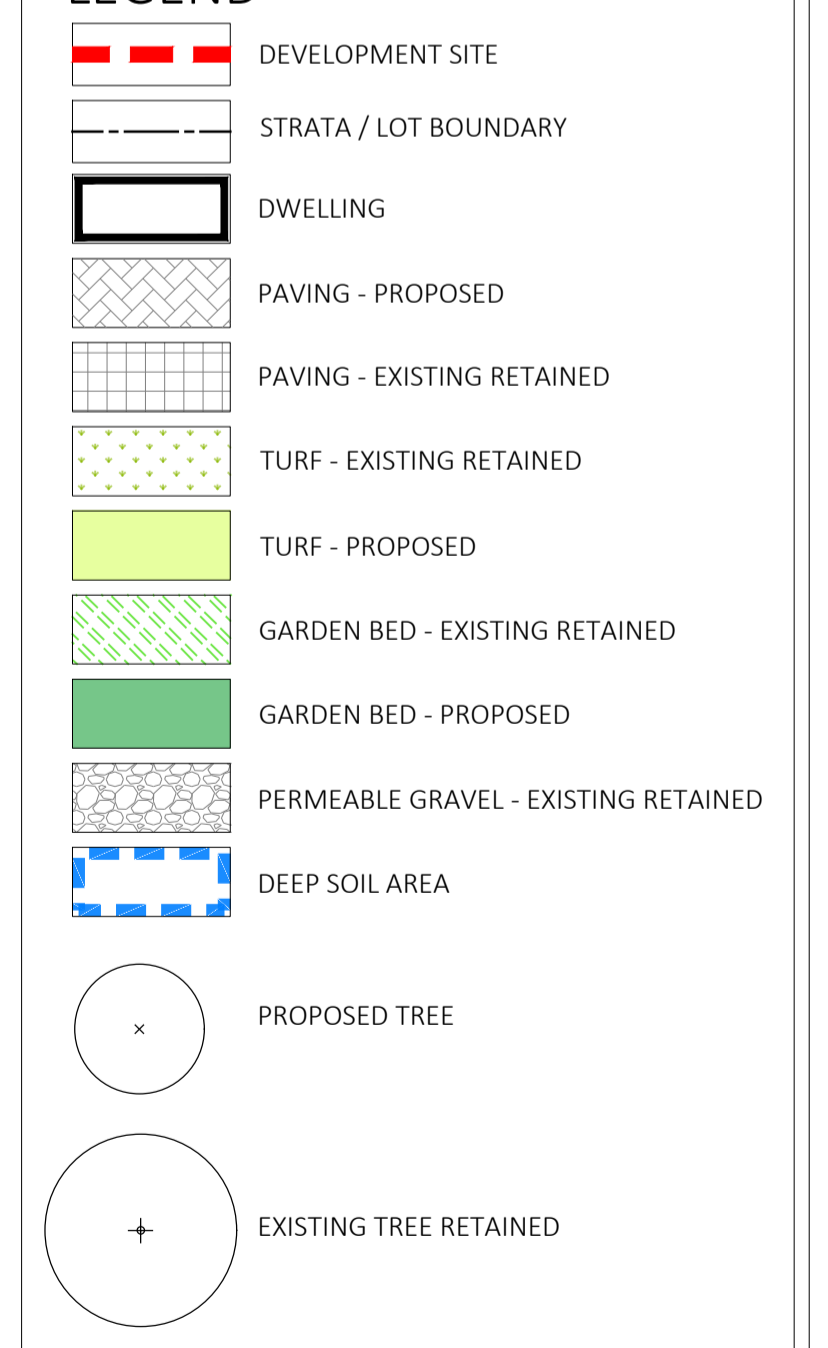 LEGEND
DEVELOPMENT SITE
STRATA / LOT BOUNDARY
DWELLING
PAVING - PROPOSED
PAVING - EXISTING RETAINED
TURF - EXISTING RETAINED
TURF - PROPOSED
GARDEN BED - EXISTING RETAINED
GARDEN BED - PROPOSED
PERMEABLE GRAVEL - EXISTING RETAINED
DEEP SOIL AREA
PROPOSED TREE
EXISTING TREE RETAINED